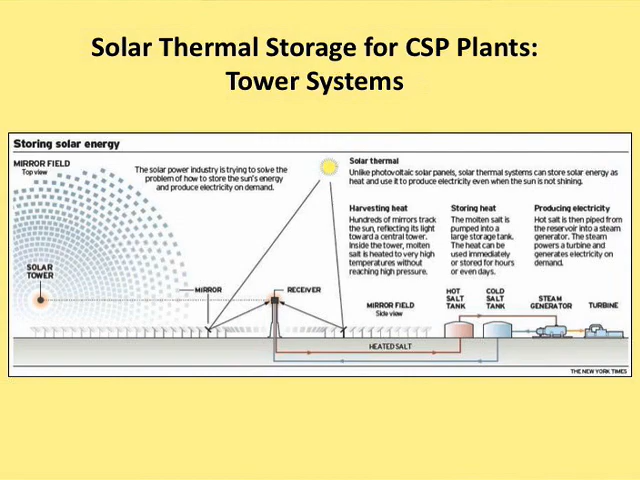 Solar Thermal Storage for CSP Plants:
Tower Systems
Storing solar energy
MIRROR FIELD
Top view
The solar power industry is trying to solve the
problem of how to store the sun's energy
and produce electricity on demand.
Solar thermal
Unlike photovoltaic solar panels, solar thermal systems can store solar energy as
heat and use it to produce electricity even when the sun is not shining.
Harvesting heat
Hundreds of mirrors track
the sun, reflecting its light
toward a central tower.
Inside the tower, molten
salt is heated to very high
temperatures without
reaching high pressure.
Storing heat
The molten salt is
pumped into a
large storage tank.
The heat can be
used immediately
or stored for hours
or even days.
Producing electricity
Hot salt is then piped from
the reservoir into a steam
generator. The steam
powers a turbine and
generates electricity on
demand.
SOLAR
TOWER
MIRROR
RECEIVER
MIRROR FIELD
Side view
HOT
SALT
TANK
COLD
SALT
TANK
STEAM
GENERATOR
TURBINE
HEATED SALT
THE NEW YORK TIMES